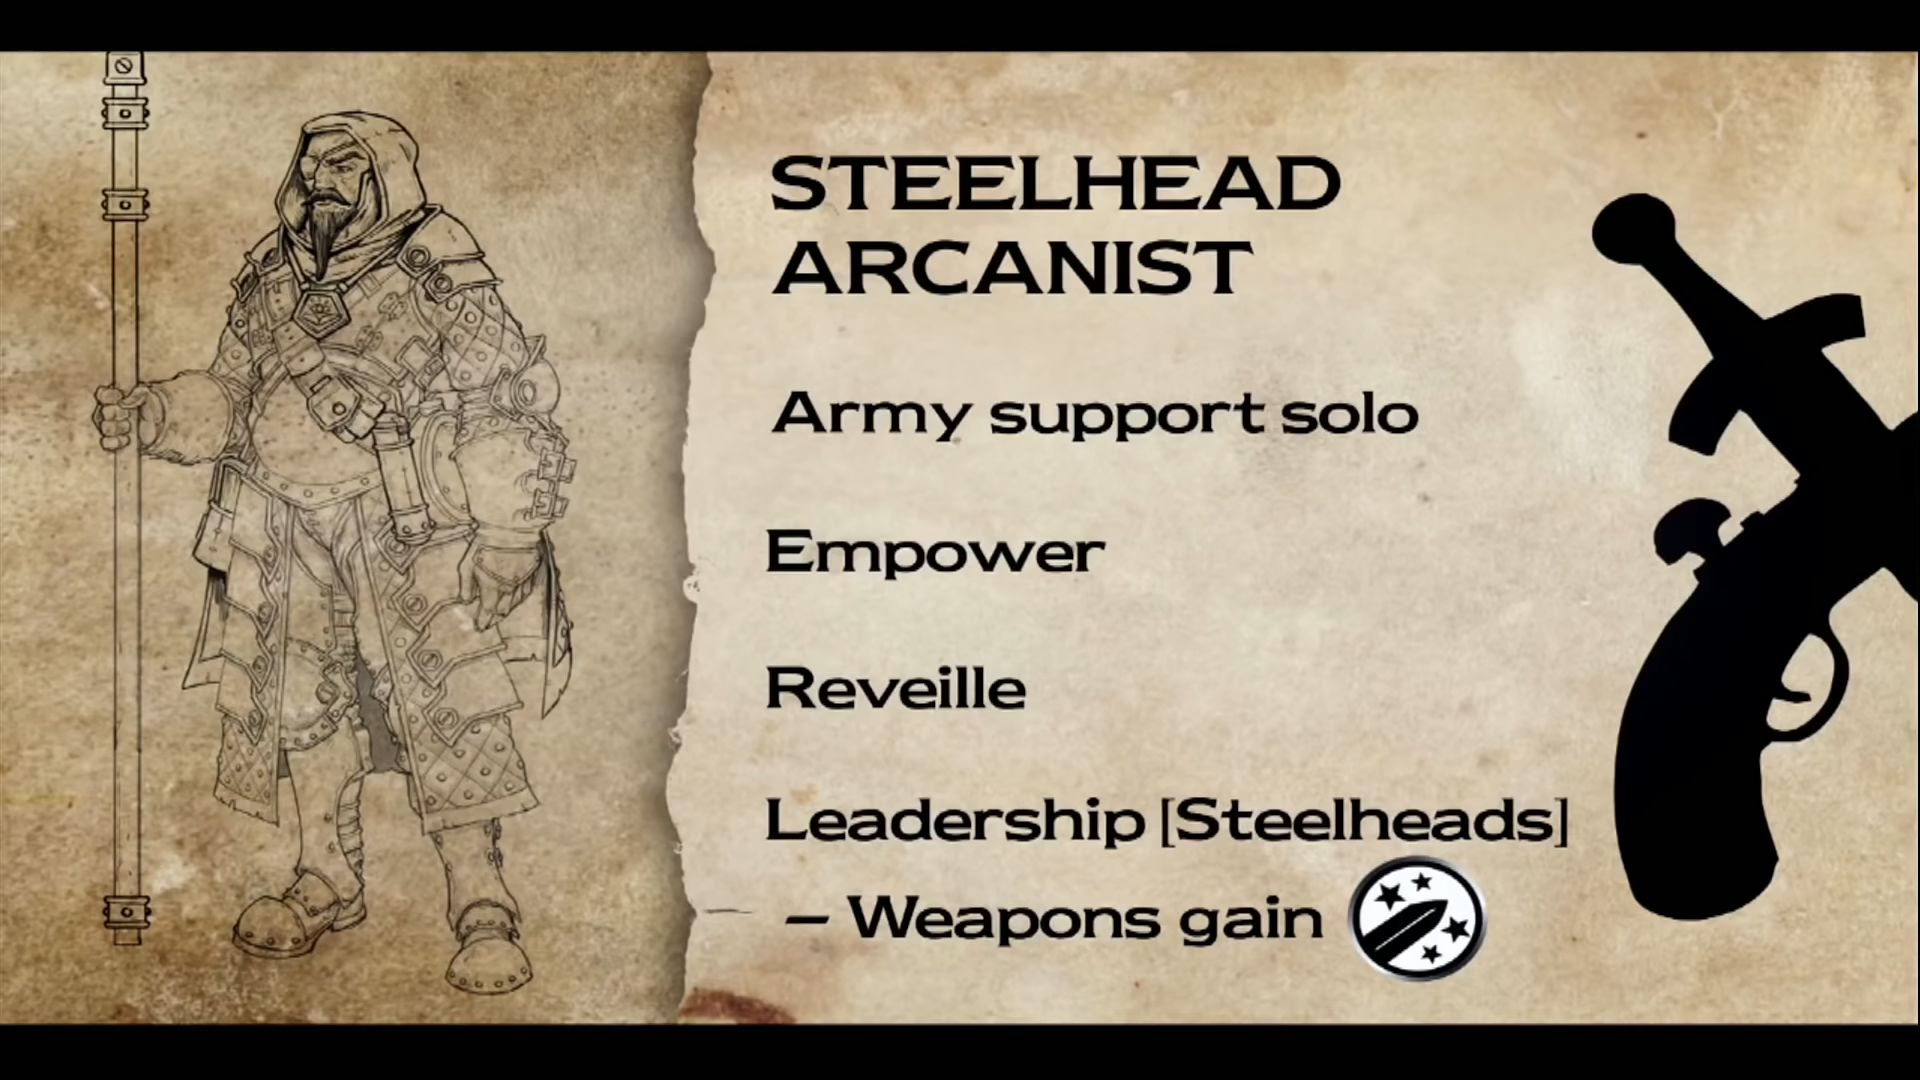 STEELHEAD
ARCANIST
Army support solo
Empower
Reveille
Leadership [Steelheads]
– Weapons gain